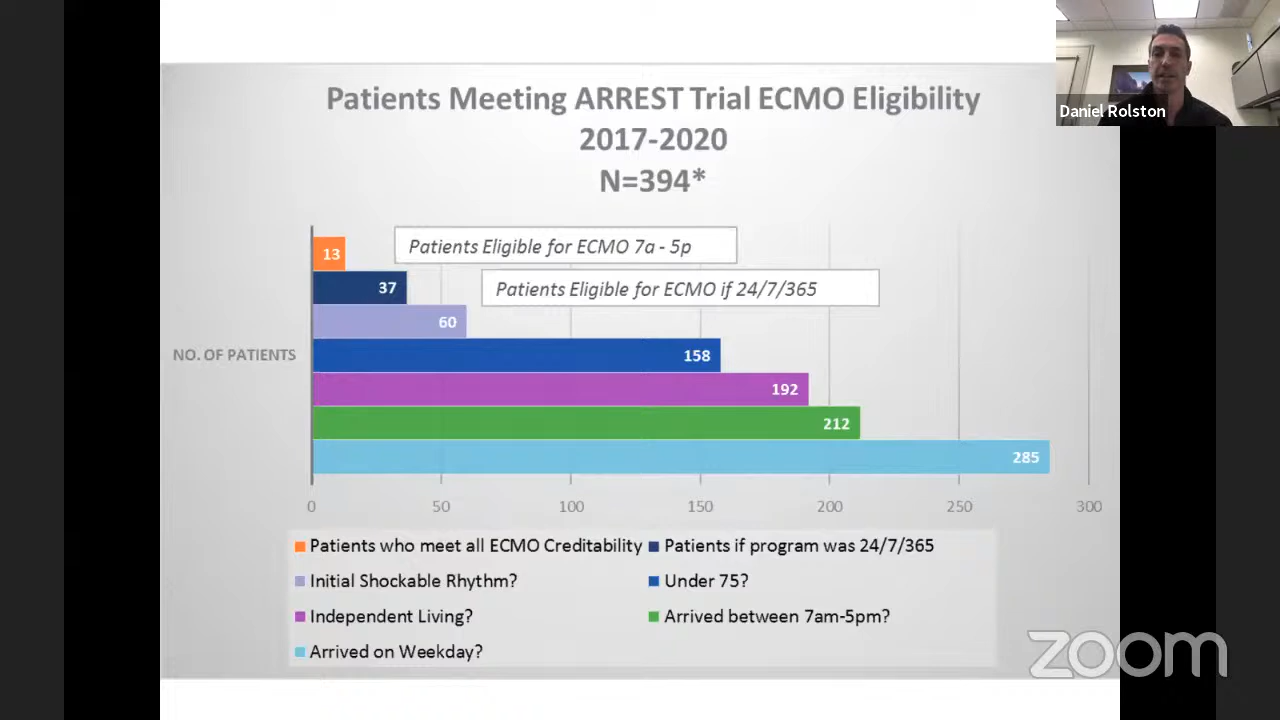 Patients Meeting ARREST Trial ECMO Eligibility
2017-2020
N=394*
Daniel Rolston
13
Patients Eligible for ECMO 7a - 5p
37
Patients Eligible for ECMO if 24/7/365
60
NO. OF PATIENTS
158
192
212
285
0 50 100 150 200 250 300
Patients who meet all ECMO Creditability
Patients if program was 24/7/365
Initial Shockable Rhythm?
Under 75?
Independent Living?
Arrived between 7am-5pm?
Arrived on Weekday?
zoom